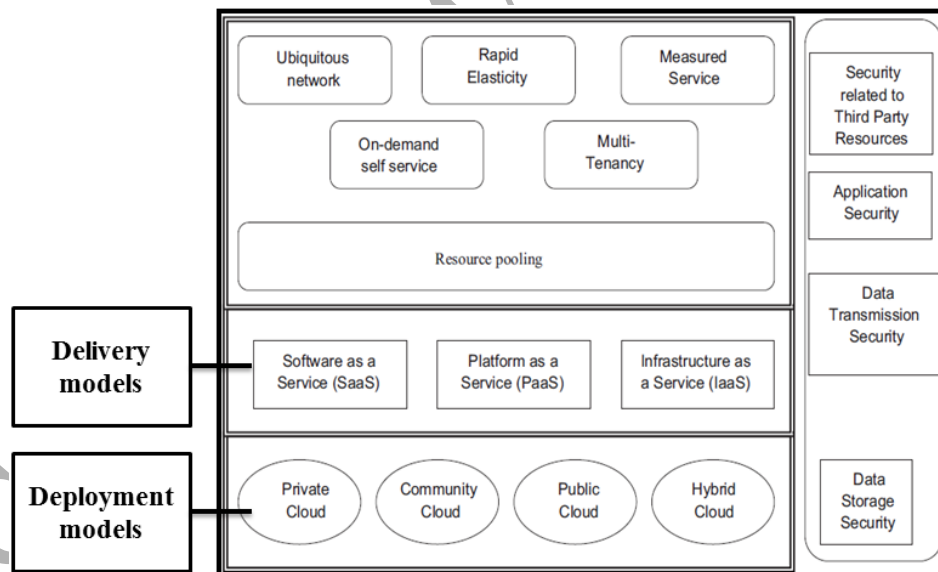 Ubiquitous
network
Rapid
Elasticity
Measured
Service
On-demand
self service
Multi-
Tenancy
Resource pooling
Delivery
models
Software as a
Service (SaaS)
Platform as a
Service (PaaS)
Infrastructure as
a Service (IaaS)
Deployment
models
Private
Cloud
Community
Cloud
Public
Cloud
Hybrid
Cloud
Security
related to
Third Party
Resources
Application
Security
Data
Transmission
Security
Data
Storage
Security